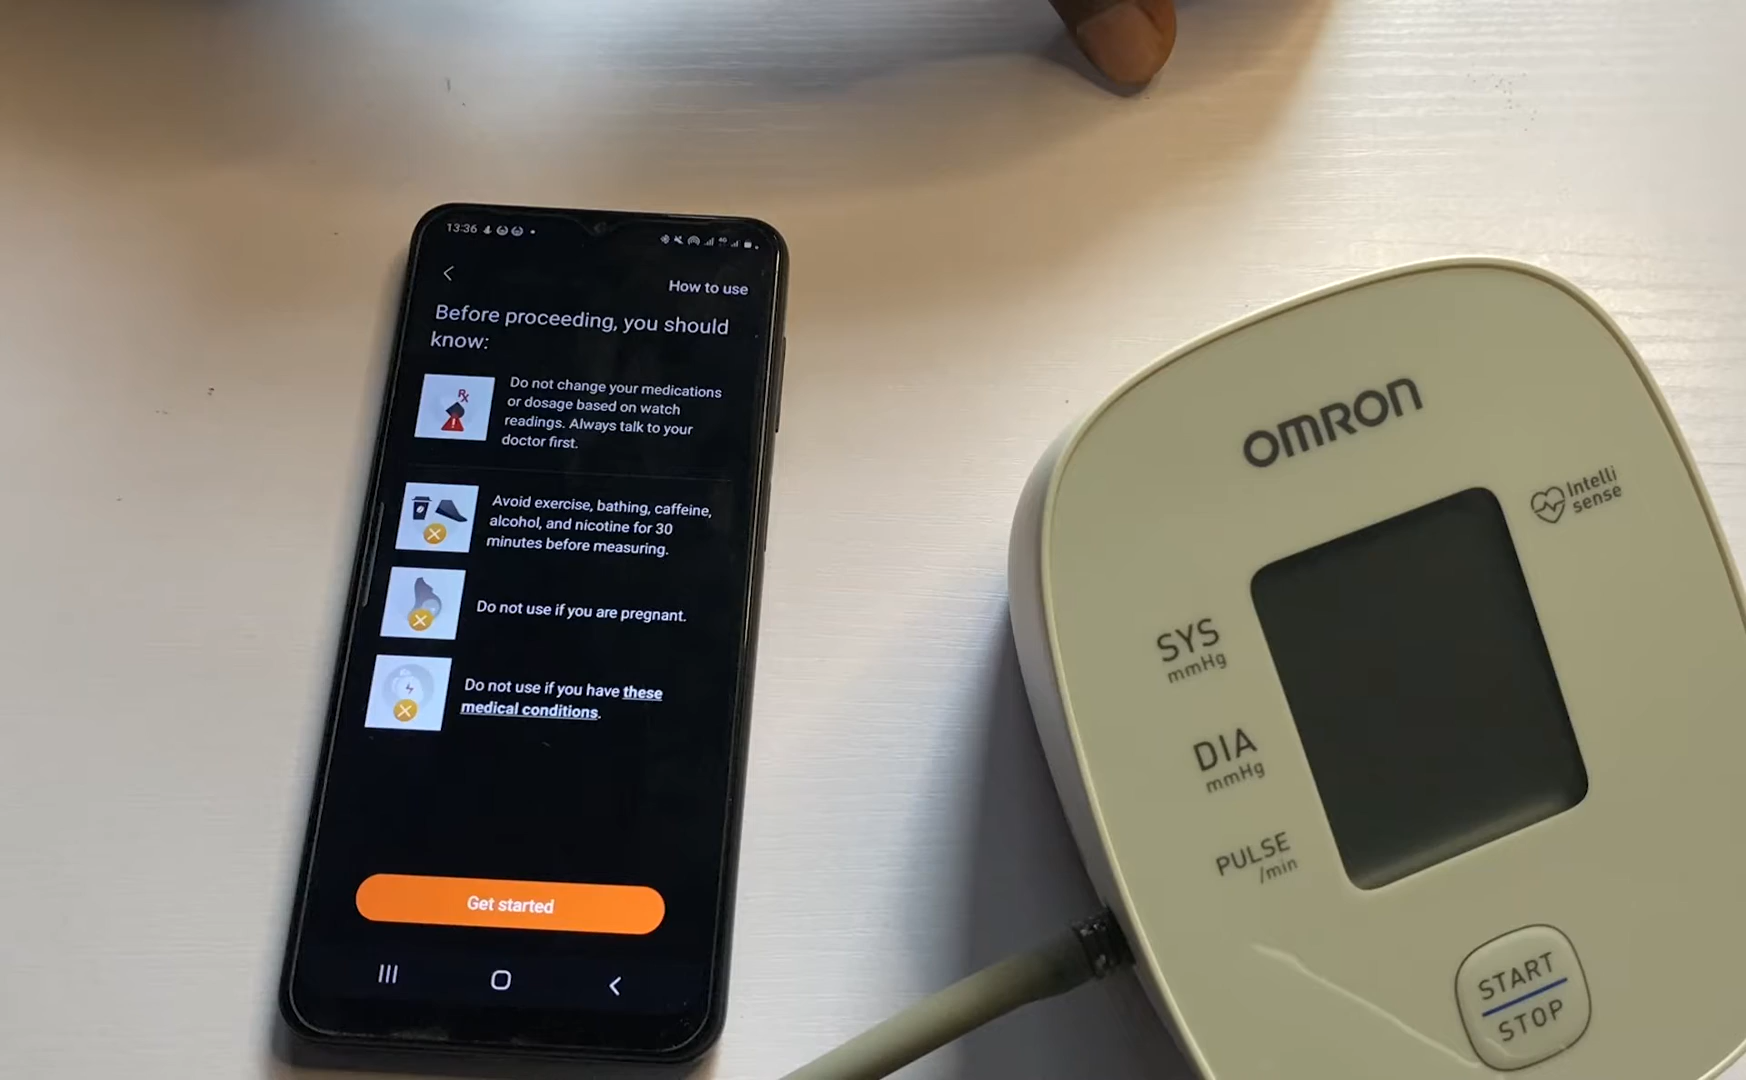 13:36
How to use
Before proceeding, you should
know:
Rx
Do not change your medications
or dosage based on watch
readings. Always talk to your
doctor first.
Avoid exercise, bathing, caffeine,
alcohol, and nicotine for 30
minutes before measuring.
Do not use if you are pregnant.
Do not use if you have these
medical conditions.
Get started
OMRON
Intelli
sense
SYS
mmHg
DIA
mmHg
PULSE
/min
START
STOP